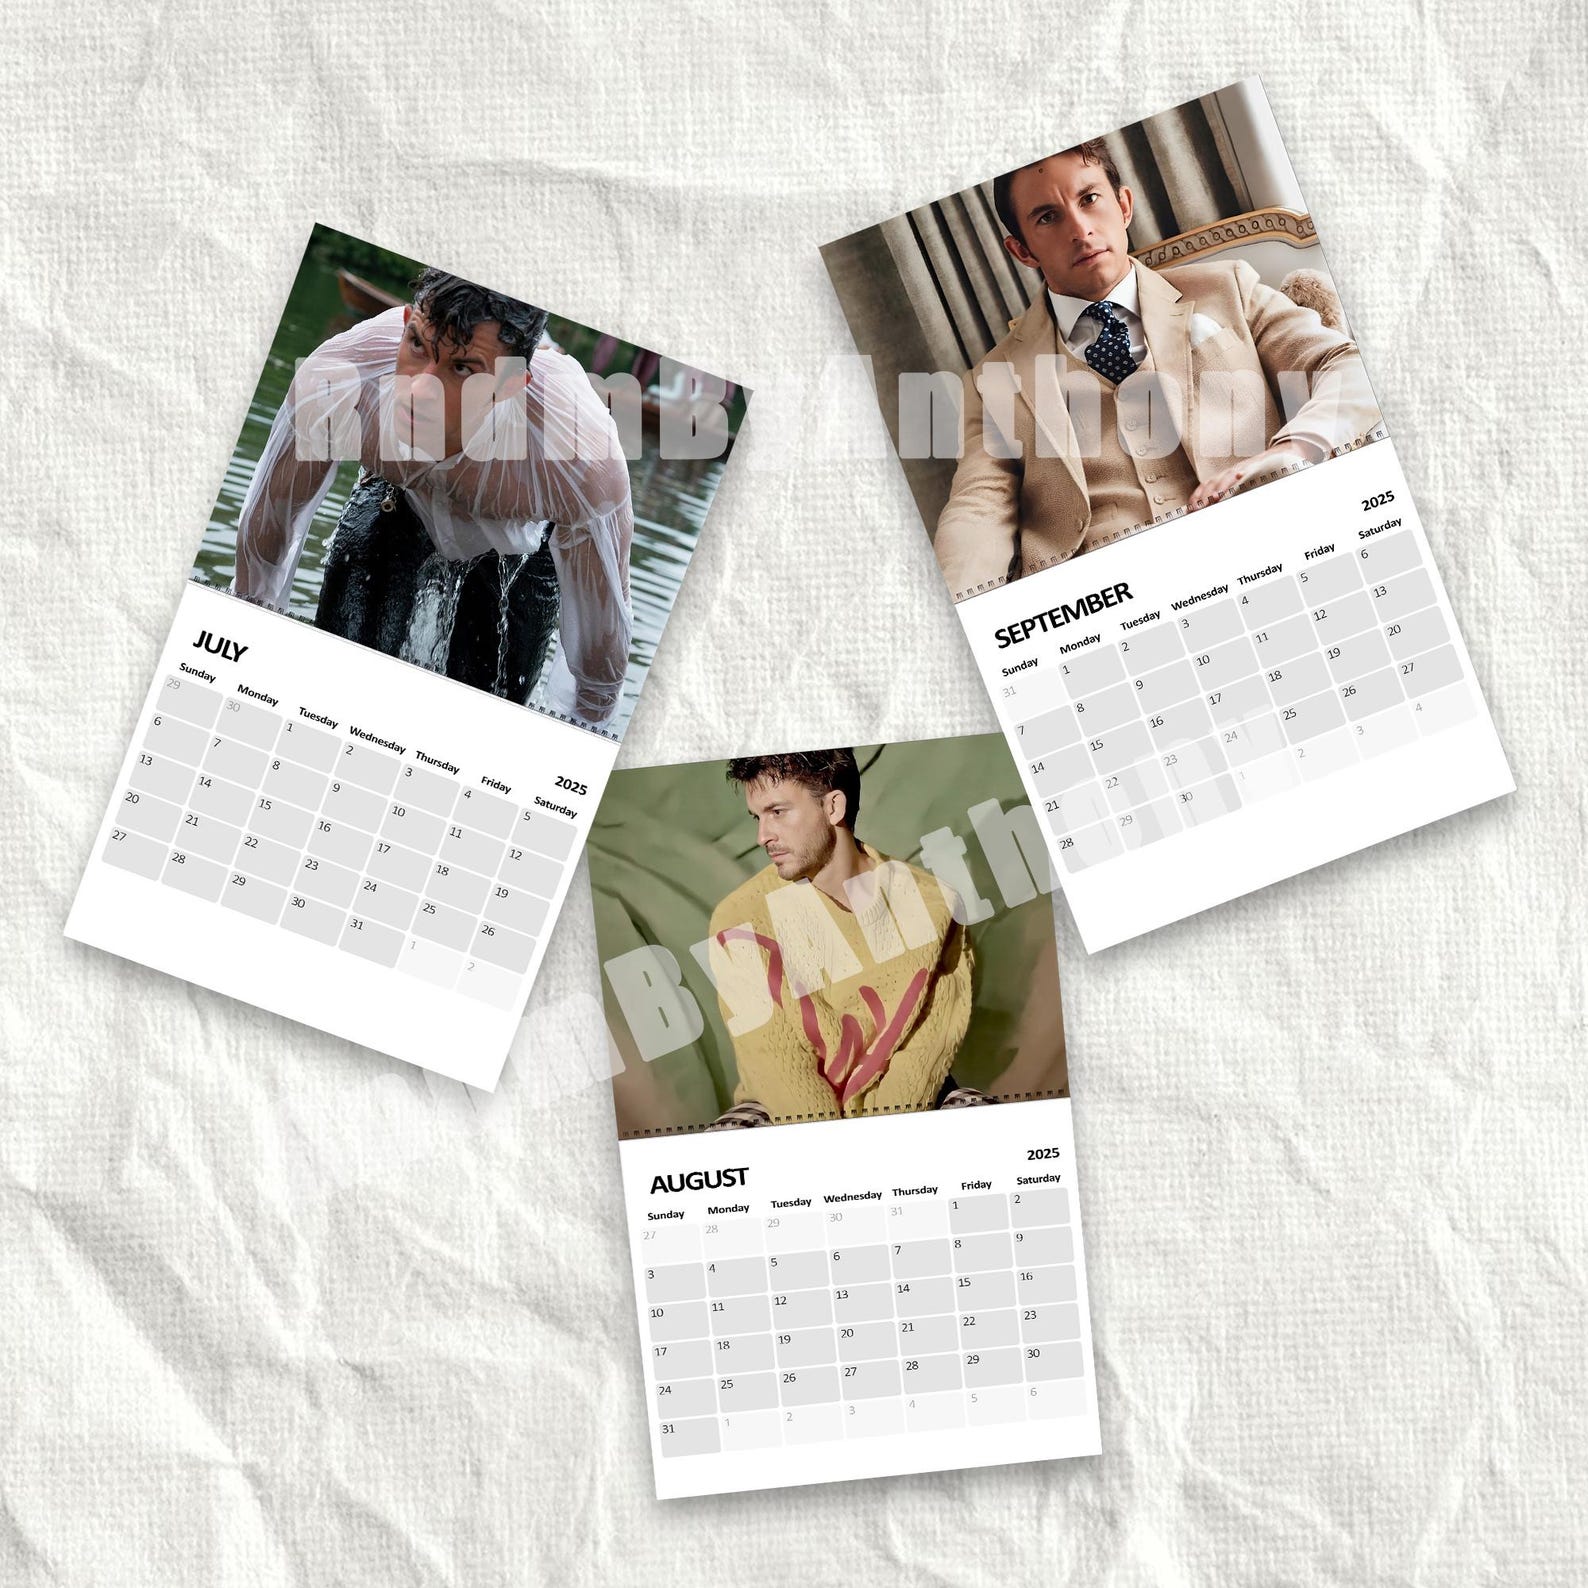 RndmByAnthony
JULY
2025
Sunday Monday Tuesday Wednesday Thursday Friday Saturday
29 30 1 2 3 4 5
6 7 8 9 10 11 12
13 14 15 16 17 18 19
20 21 22 23 24 25 26
27 28 29 30 31 1 2
SEPTEMBER
2025
Sunday Monday Tuesday Wednesday Thursday Friday Saturday
31 1 2 3 4 5 6
7 8 9 10 11 12 13
14 15 16 17 18 19 20
21 22 23 24 25 26 27
28 29 30 1 2 3 4
RndmByAnthony
AUGUST
2025
Sunday Monday Tuesday Wednesday Thursday Friday Saturday
27 28 29 30 31 1 2
3 4 5 6 7 8 9
10 11 12 13 14 15 16
17 18 19 20 21 22 23
24 25 26 27 28 29 30
31 1 2 3 4 5 6